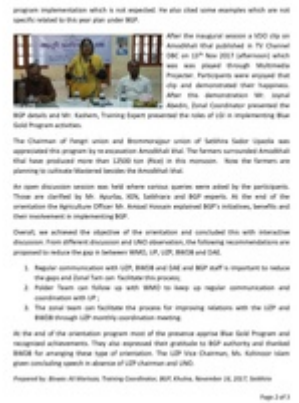 program implementation which is not expected. He also cited some examples which are not
specific related to this year plan under BGP.
After the inaugural session a VDO clip on
Amodkhali Khal published in TV Channel
DBC on 15th Nov 2017 (afternoon) which
was was played through Multimedia
Projector. Participants were enjoyed that
clip and demonstrated their happiness.
After the demonstration Mr. Joynal
Abedin, Zonal Coordinator presented the
BGP details and Mr. Kashem, Training Expert presented the roles of LGI in implementing Blue
Gold Program activities.
The Chairman of Fingri union and Brommorajpur union of Satkhira Sador Upazila was
appreciated this program by re-excavation Amodkhali Khal. The farmers surrounded Amodkhali
Khal have produced more than 12500 ton (Rice) in this monsoon. Now the farmers are
planning to cultivate Mustered besides the Amodkhali khal.
An open discussion session was held where various queries were asked by the participants.
Those are clarified by Mr. Apurba, XEN, Satkhira and BGP experts. At the end of the
orientation the Agriculture Officer Mr. Amzad Hossain explained BGP's initiatives, benefits and
their involvement in implementing BGP.
Overall, we achieved the objective of the orientation and concluded this with interactive
discussion. From different discussion and UNO observation, the following recommendations are
proposed to reduce the gap in between WMO, UP, UZP, BWDB and DAE.
1. Regular communication with UZP, BWDB and DAE and BGP staff is important to reduce
the gaps and Zonal Tem can facilitate this process;
2. Polder Team can follow up with WMO to keep up regular communication and
coordination with UP;
3. The zonal team can facilitate the process for improving relations with the UZP and
BWDB through UZP monthly coordination meeting.
At the end of the orientation program most of the presence apprise Blue Gold Program and
recognized achievements. They also expressed their gratitude to BGP authority and thanked
BWDB for arranging these type of orientation. The UZP Vice Chairman, Ms. Kohinoor Islam
given concluding speech in absence of UZP chairman and UNO.
Prepared by: Training Coordinator, BGP, Khulna, November 16, 2017, Satkhira
Page 2 of 2